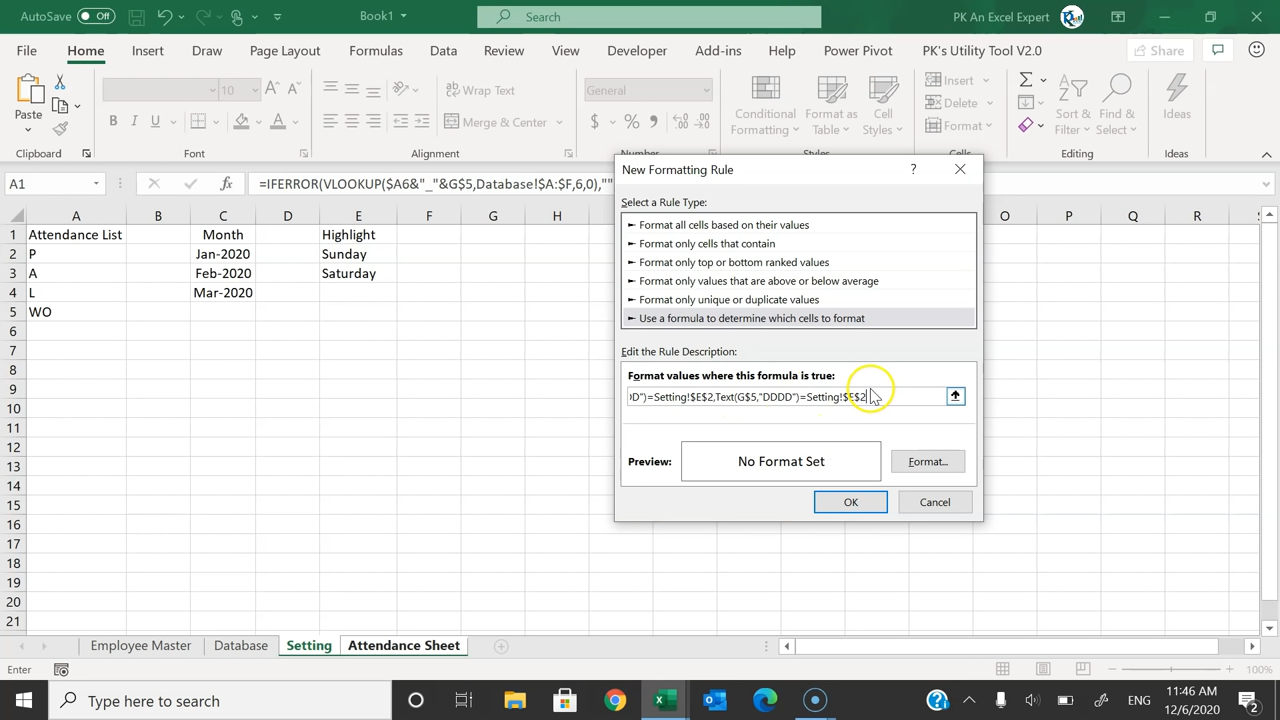 AutoSave Off Book1 Search PK An Excel Expert
File Home Insert Draw Page Layout Formulas Data Review View Developer Add-ins Help Power Pivot PK's Utility Tool V2.0 Share
Paste
Clipboard
B I U A A A
Font
ab Wrap Text
Merge & Center
Alignment
General
$ % 9
Number
Conditional Formatting
Format as Table
Cell Styles
Styles
Insert
Delete
Format
Cells
Sort & Filter
Find & Select
Editing
Ideas
Ideas
A1 fx =IFERROR(VLOOKUP($A6&"_"&G$5,Database!$A:$F,6,0),""
A B C D E F G H O P Q R
1 Attendance List Month Highlight
2 P Jan-2020 Sunday
3 A Feb-2020 Saturday
4 L Mar-2020
5 WO
6
7
8
9
10
11
12
13
14
15
16
17
18
19
20
21
New Formatting Rule ?
Select a Rule Type:
► Format all cells based on their values
► Format only cells that contain
► Format only top or bottom ranked values
► Format only values that are above or below average
► Format only unique or duplicate values
► Use a formula to determine which cells to format
Edit the Rule Description:
Format values where this formula is true:
DD")=Setting!$E$2,Text(G$5,"DDDD")=Setting!$E$2
Preview: No Format Set Format...
OK Cancel
Employee Master Database Setting Attendance Sheet
Enter 100%
Type here to search
ENG
11:46 AM
12/6/2020
2